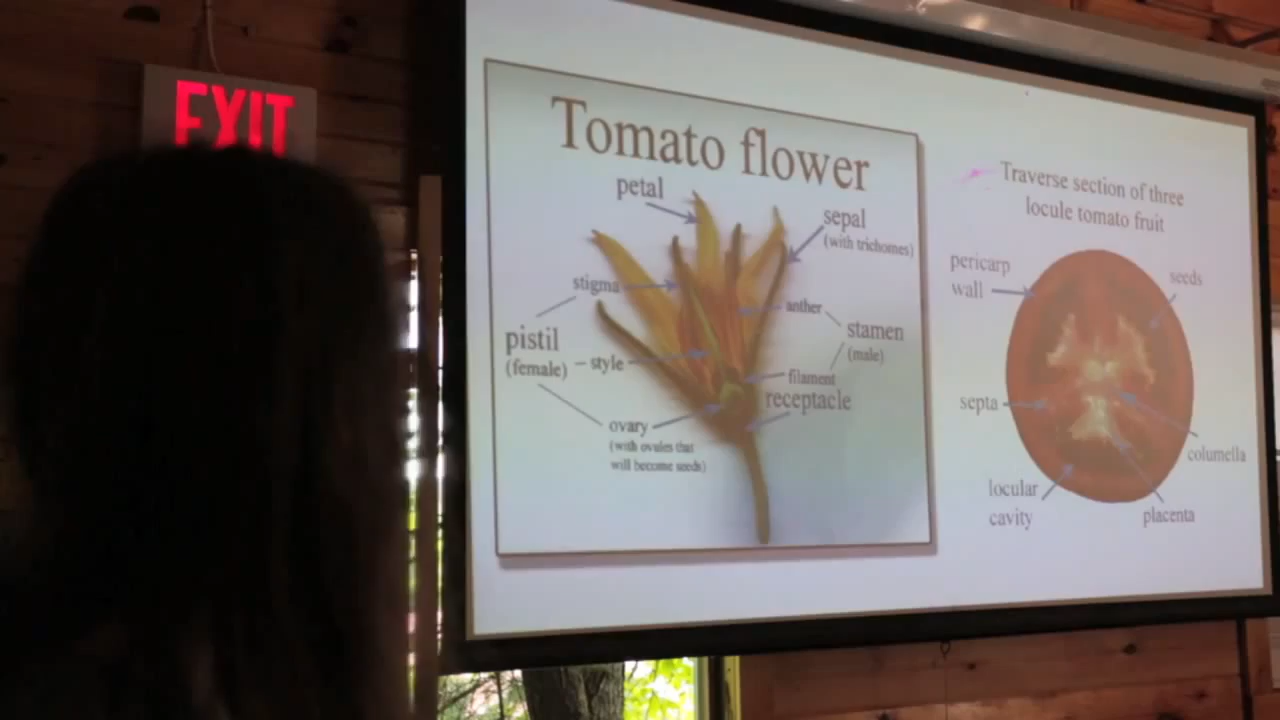 EXIT
Tomato flower
petal
sepal
(with trichomes)
stigma
anther
pistil
(female)
style
stamen
(male)
filament
receptacle
ovary
(with ovules that
will become seeds)
Traverse section of three
locule tomato fruit
pericarp
wall
seeds
septa
columella
locular
cavity
placenta